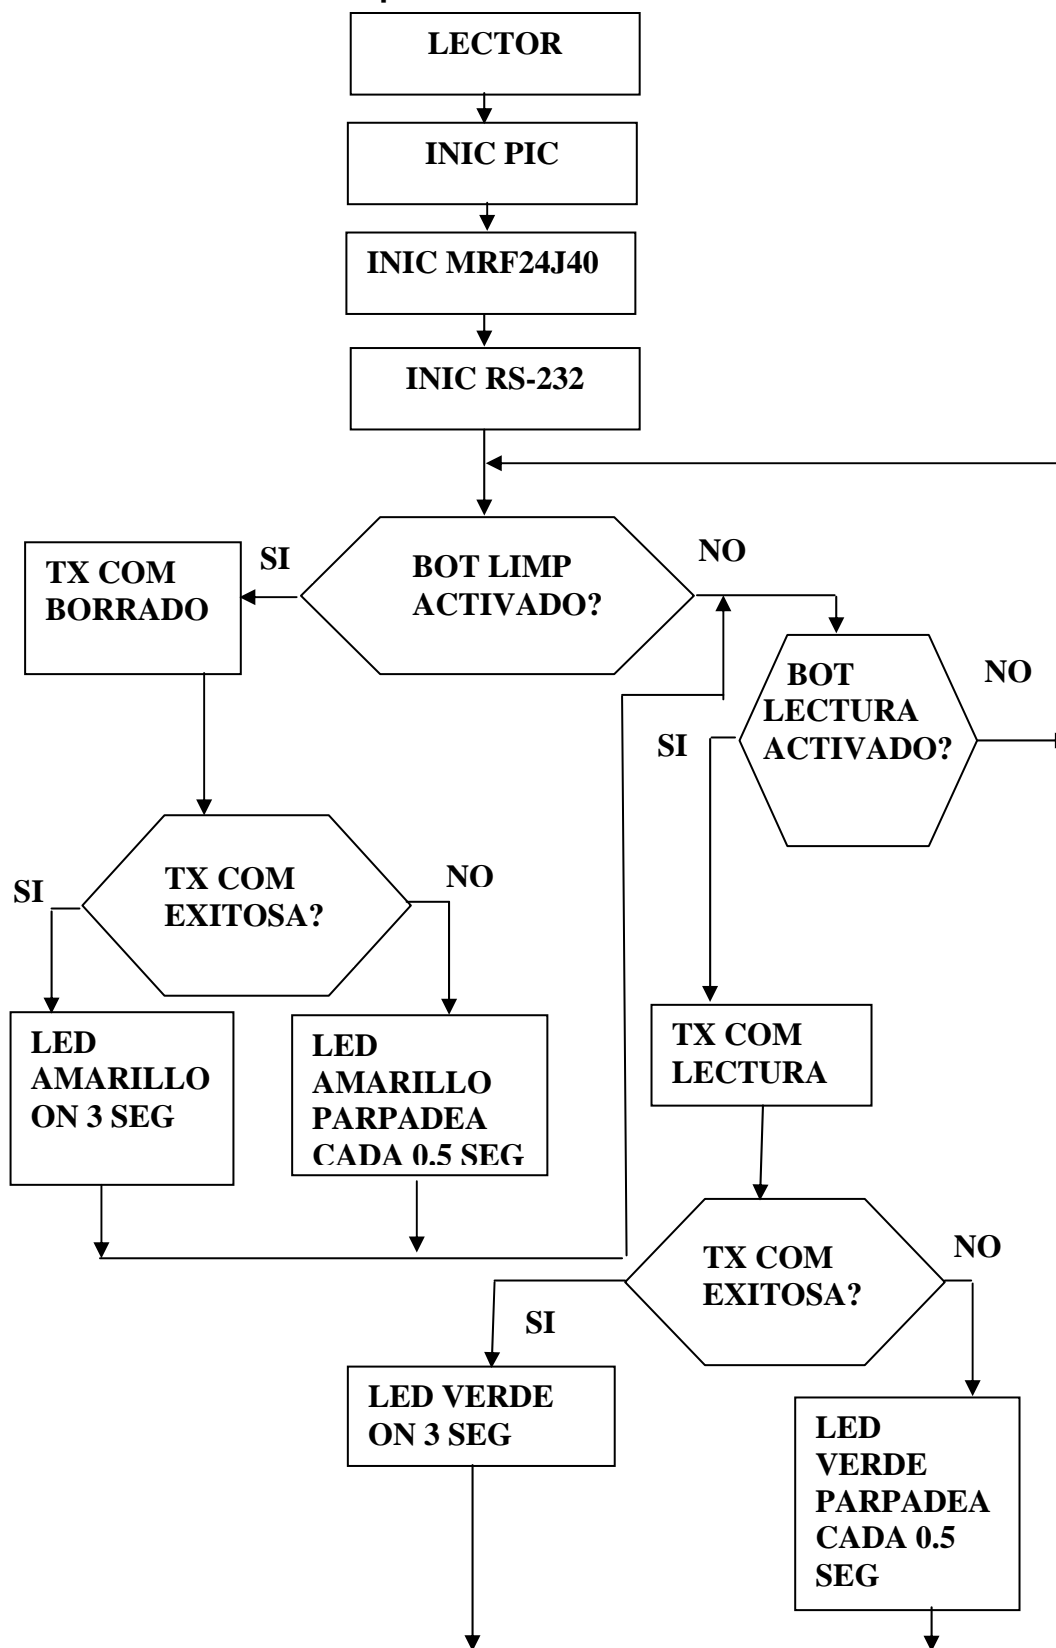 LECTOR
INIC PIC
INIC MRF24J40
INIC RS-232
SI
BOT LIMP
ACTIVADO?
NO
TX COM
BORRADO
BOT
LECTURA
ACTIVADO?
NO
SI
TX COM
EXITOSA?
SI
NO
LED
AMARILLO
ON 3 SEG
LED
AMARILLO
PARPADEA
CADA 0.5 SEG
TX COM
LECTURA
TX COM
EXITOSA?
NO
SI
LED VERDE
ON 3 SEG
LED
VERDE
PARPADEA
CADA 0.5
SEG